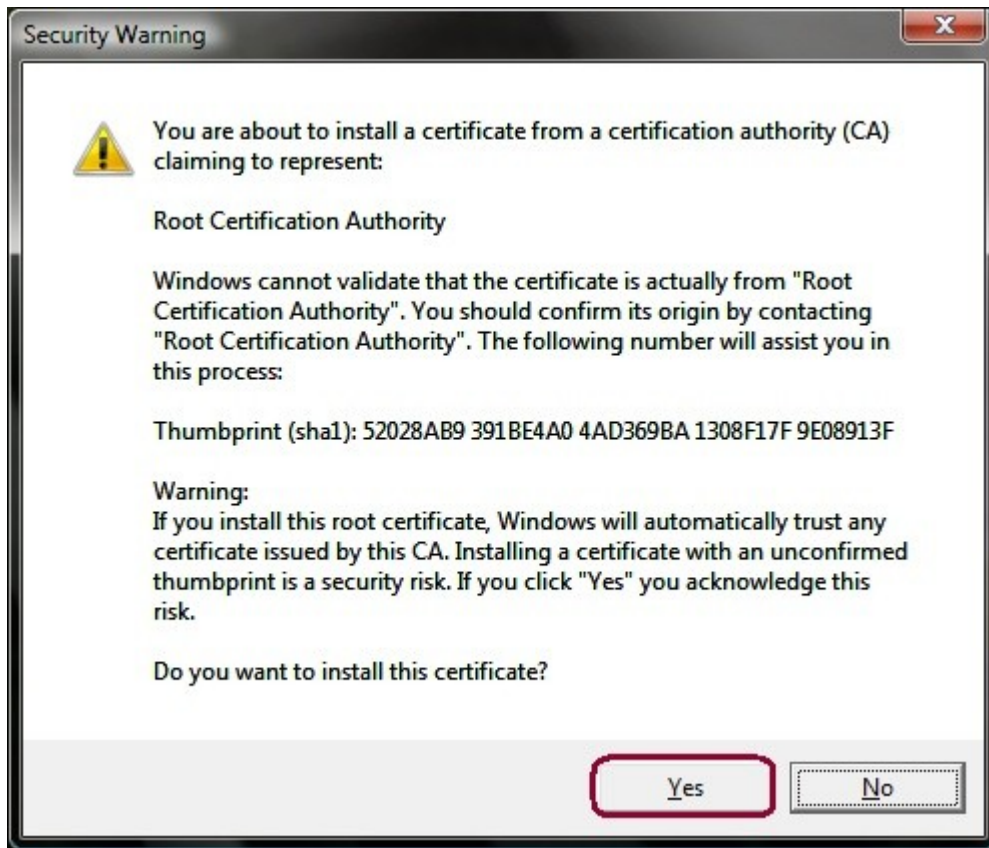 Security Warning
You are about to install a certificate from a certification authority (CA)
claiming to represent:
Root Certification Authority
Windows cannot validate that the certificate is actually from "Root
Certification Authority". You should confirm its origin by contacting
"Root Certification Authority". The following number will assist you in
this process:
Thumbprint (sha1): 52028AB9 391BE4A0 4AD369BA 1308F17F 9E08913F
Warning:
If you install this root certificate, Windows will automatically trust any
certificate issued by this CA. Installing a certificate with an unconfirmed
thumbprint is a security risk. If you click "Yes" you acknowledge this
risk.
Do you want to install this certificate?
Yes
No